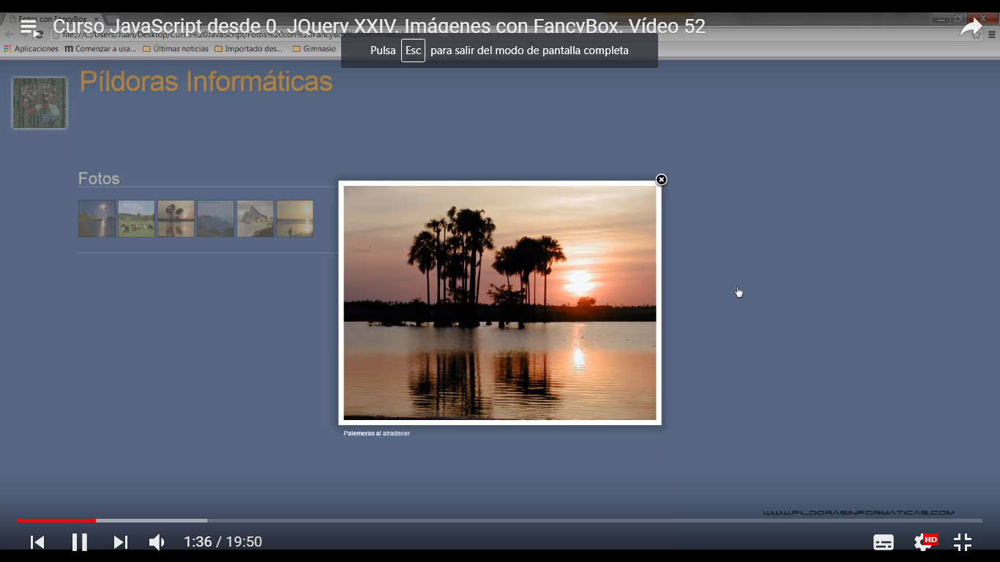 Fotos con FancyBox
Curso JavaScript desde 0. JQuery XXIV. Imágenes con FancyBox. Vídeo 52
file:///C:/Users/Juan/Desktop/Curso%20JavaScript/Fotos%20con%20FancyBox
Aplicaciones Comenzar a usa... Últimas noticias Importado des... Gimnasio
Pulsa Esc para salir del modo de pantalla completa
Píldoras Informáticas
Fotos
Palemeras al atradecer
WWW.PILDORASINFORMATICAS.COM
1:36 / 19:50
HD